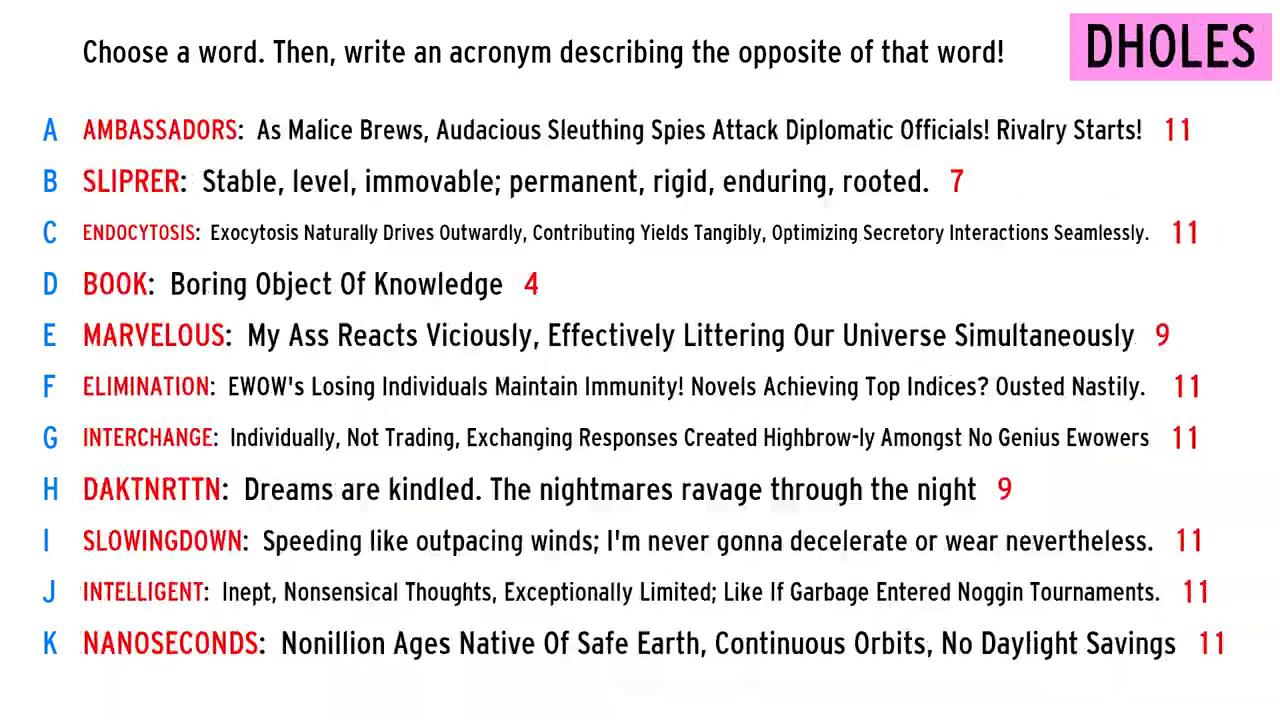 Choose a word. Then, write an acronym describing the opposite of that word! DHOLES
A AMBASSADORS: As Malice Brews, Audacious Sleuthing Spies Attack Diplomatic Officials! Rivalry Starts! 11
B SLIPRER: Stable, level, immovable; permanent, rigid, enduring, rooted. 7
C ENDOCYTOSIS: Exocytosis Naturally Drives Outwardly, Contributing Yields Tangibly, Optimizing Secretory Interactions Seamlessly. 11
D BOOK: Boring Object Of Knowledge 4
E MARVELOUS: My Ass Reacts Viciously, Effectively Littering Our Universe Simultaneously 9
F ELIMINATION: EWOW's Losing Individuals Maintain Immunity! Novels Achieving Top Indices? Ousted Nastily. 11
G INTERCHANGE: Individually, Not Trading, Exchanging Responses Created Highbrow-ly Amongst No Genius Ewowers 11
H DAKTNRTTN: Dreams are kindled. The nightmares ravage through the night 9
I SLOWINGDOWN: Speeding like outpacing winds; I'm never gonna decelerate or wear nevertheless. 11
J INTELLIGENT: Inept, Nonsensical Thoughts, Exceptionally Limited; Like If Garbage Entered Noggin Tournaments. 11
K NANOSECONDS: Nonillion Ages Native Of Safe Earth, Continuous Orbits, No Daylight Savings 11